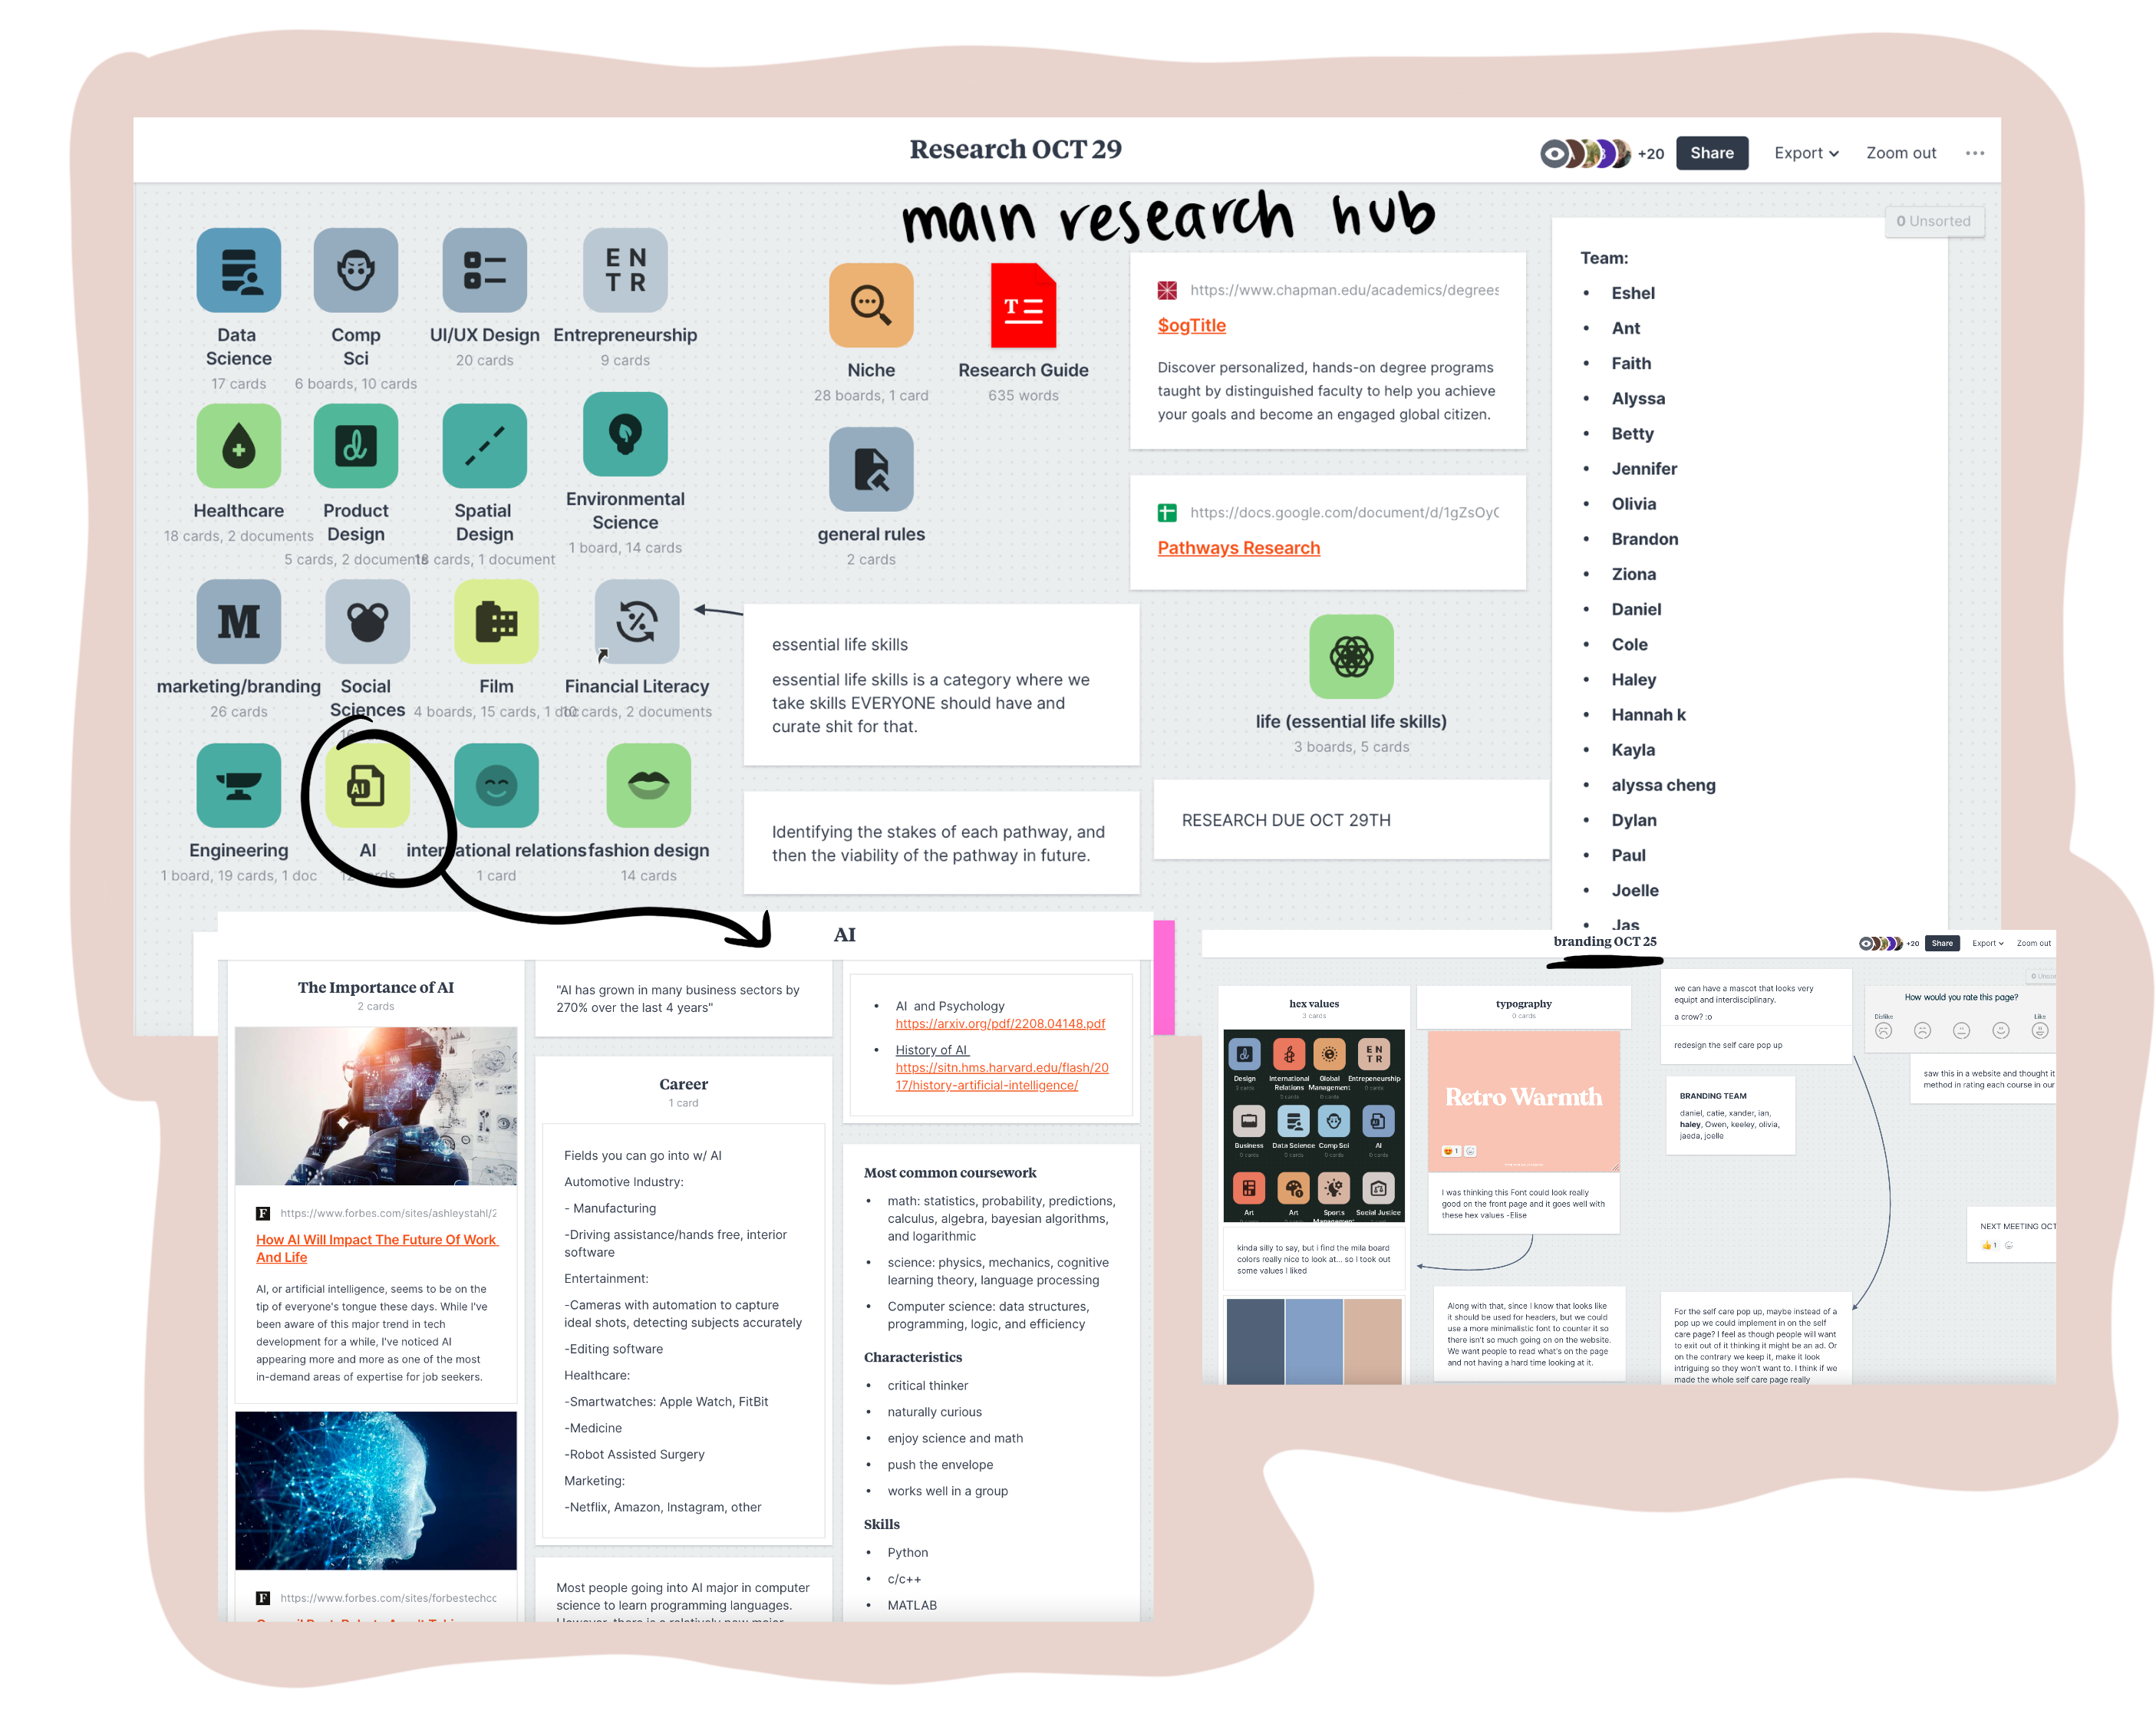 Research OCT 29
+20
Share
Export
Zoom out
main research hub
0 Unsorted
Data
Science
17 cards
Comp
Sci
6 boards, 10 cards
UI/UX Design
20 cards
EN
TR
Entrepreneurship
9 cards
Healthcare
18 cards, 2 documents
Product
Design
5 cards, 2 documents
Spatial
Design
cards, 1 document
Environmental
Science
1 board, 14 cards
M
marketing/branding
26 cards
Social
Sciences
Film
4 boards, 15 cards, 1 doc
Financial Literacy
cards, 2 documents
Engineering
1 board, 19 cards, 1 doc
AI
AI
international relations
1 card
fashion design
14 cards
Niche
28 boards, 1 card
T
Research Guide
635 words
general rules
2 cards
https://www.chapman.edu/academics/degrees
$ogTitle
Discover personalized, hands-on degree programs
taught by distinguished faculty to help you achieve
your goals and become an engaged global citizen.
https://docs.google.com/document/d/1gZsOy
Pathways Research
essential life skills
essential life skills is a category where we
take skills EVERYONE should have and
curate shit for that.
life (essential life skills)
3 boards, 5 cards
Identifying the stakes of each pathway, and
then the viability of the pathway in future.
RESEARCH DUE OCT 29TH
Team:
• Eshel
• Ant
• Faith
• Alyssa
• Betty
• Jennifer
• Olivia
• Brandon
• Ziona
• Daniel
• Cole
• Haley
• Hannah k
• Kayla
• alyssa cheng
• Dylan
• Paul
• Joelle
• Jas
AI
The Importance of AI
2 cards
F https://www.forbes.com/sites/ashleystahl/2
How AI Will Impact The Future Of Work
And Life
AI, or artificial intelligence, seems to be on the
tip of everyone's tongue these days. While I've
been aware of this major trend in tech
development for a while, I've noticed AI
appearing more and more as one of the most
in-demand areas of expertise for job seekers.
F https://www.forbes.com/sites/forbestechcc
"AI has grown in many business sectors by
270% over the last 4 years"
Career
1 card
Fields you can go into w/ AI
Automotive Industry:
- Manufacturing
-Driving assistance/hands free, interior
software
Entertainment:
-Cameras with automation to capture
ideal shots, detecting subjects accurately
-Editing software
Healthcare:
-Smartwatches: Apple Watch, FitBit
-Medicine
-Robot Assisted Surgery
Marketing:
-Netflix, Amazon, Instagram, other
Most people going into AI major in computer
science to learn programming languages.
• AI and Psychology
https://arxiv.org/pdf/2208.04148.pdf
• History of AI
https://sitn.hms.harvard.edu/flash/20
17/history-artificial-intelligence/
Most common coursework
• math: statistics, probability, predictions,
calculus, algebra, bayesian algorithms,
and logarithmic
• science: physics, mechanics, cognitive
learning theory, language processing
• Computer science: data structures,
programming, logic, and efficiency
Characteristics
• critical thinker
• naturally curious
• enjoy science and math
• push the envelope
• works well in a group
Skills
• Python
• c/c++
• MATLAB
branding OCT 25
+20
Share
Export
Zoom out
hex values
3 cards
Design
International
Relations
Global
Management
EN
TR
Entrepeneurship
Business
Data Science
Comp Sci
AI
Art
Art
Sports
Management
Social Justice
kinda silly to say, but i find the mila board
colors really nice to look at... so i took out
some values I liked
typography
0 cards
Retro Warmth
1
I was thinking this Font could look really
good on the front page and it goes well with
these hex values -Elise
Along with that, since I know that looks like
it should be used for headers, but we could
use a more minimalistic font to counter it so
there isn't so much going on on the website.
We want people to read what's on the page
and not having a hard time looking at it.
we can have a mascot that looks very
equipt and interdisciplinary.
a crow? :o
redesign the self care pop up
BRANDING TEAM
daniel, catie, xander, ian,
haley, Owen, keeley, olivia,
jaeda, joelle
For the self care pop up, maybe instead of a
pop up we could implement in on the self
care page? I feel as though people will want
to exit out of it thinking it might be an ad. Or
on the contrary we keep it, make it look
intriguing so they won't want to. I think if we
made the whole self care page really
0
How would you rate this page?
Dislike
Like
saw this in a website and thought it
method in rating each course in our
NEXT MEETING OCT
1